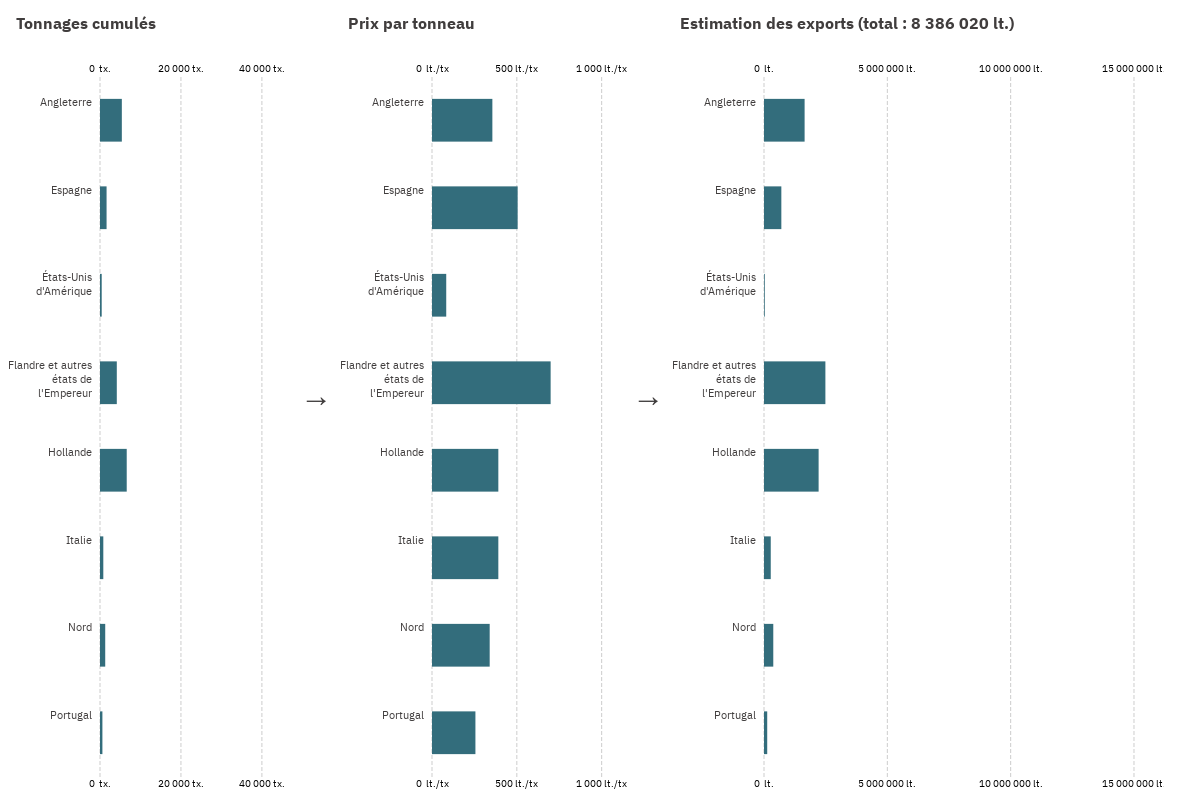 Tonnages cumulés
0 tx.
20 000 tx.
40 000 tx.
Angleterre
Espagne
États-Unis
d'Amérique
Flandre et autres
états de
l'Empereur
Hollande
Italie
Nord
Portugal
0 tx.
20 000 tx.
40 000 tx.
→
Prix par tonneau
0 lt./tx
500 lt./tx
1 000 lt./tx
Angleterre
Espagne
États-Unis
d'Amérique
Flandre et autres
états de
l'Empereur
Hollande
Italie
Nord
Portugal
0 lt./tx
500 lt./tx
1 000 lt./tx
→
Estimation des exports (total : 8 386 020 lt.)
0 lt.
5 000 000 lt.
10 000 000 lt.
15 000 000 lt
Angleterre
Espagne
États-Unis
d'Amérique
Flandre et autres
états de
l'Empereur
Hollande
Italie
Nord
Portugal
0 lt.
5 000 000 lt.
10 000 000 lt.
15 000 000 lt